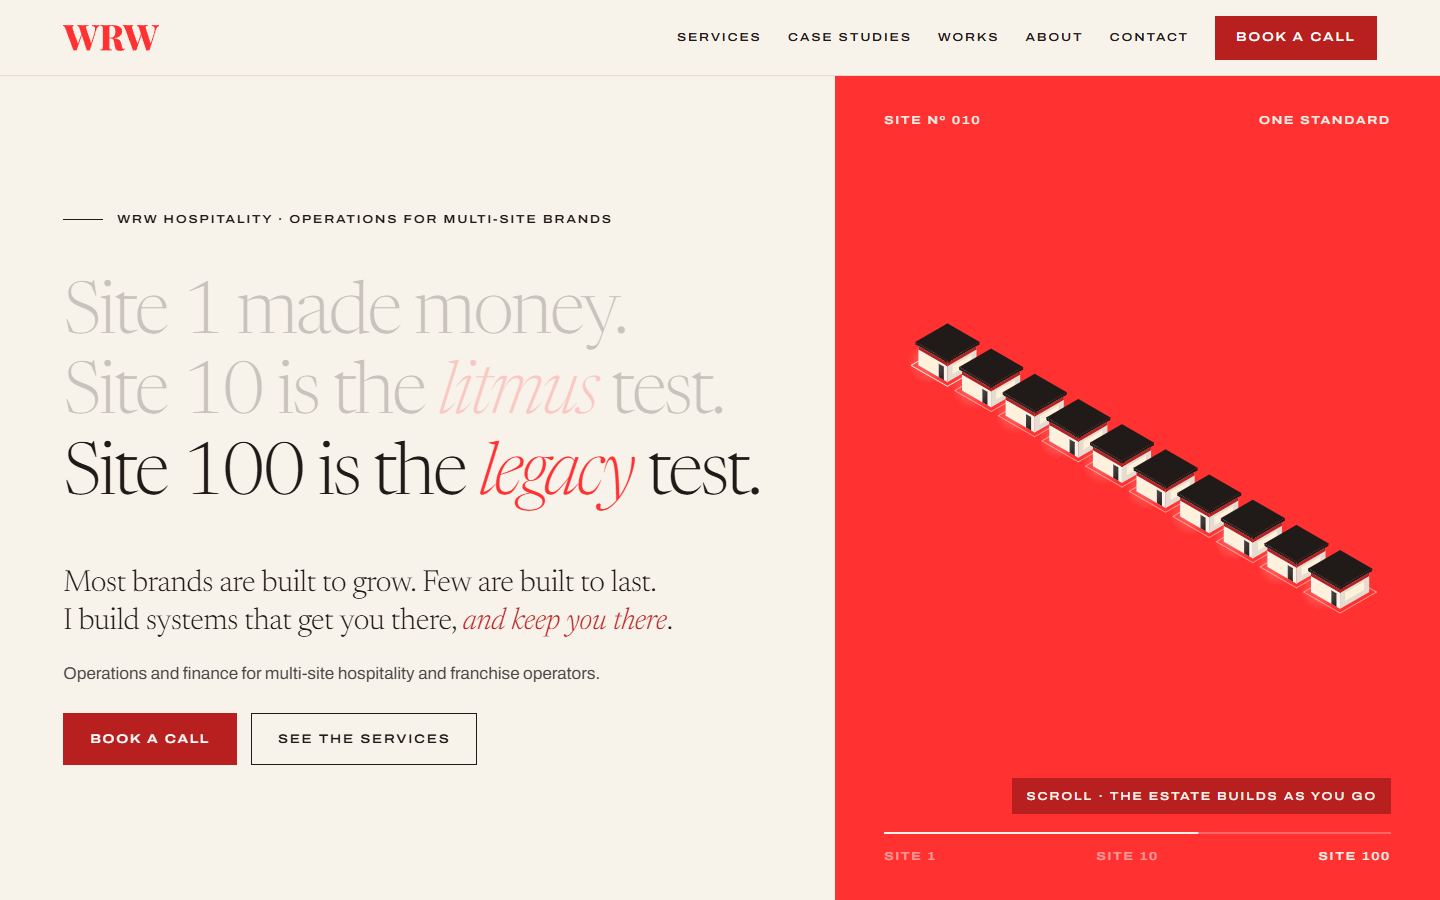 WRW
SERVICES CASE STUDIES WORKS ABOUT CONTACT BOOK A CALL
WRW HOSPITALITY · OPERATIONS FOR MULTI-SITE BRANDS
Site 1 made money.
Site 10 is the litmus test.
Site 100 is the legacy test.
Most brands are built to grow. Few are built to last.
I build systems that get you there, and keep you there.
Operations and finance for multi-site hospitality and franchise operators.
BOOK A CALL SEE THE SERVICES
SITE Nº 010 ONE STANDARD
SCROLL · THE ESTATE BUILDS AS YOU GO
SITE 1 SITE 10 SITE 100